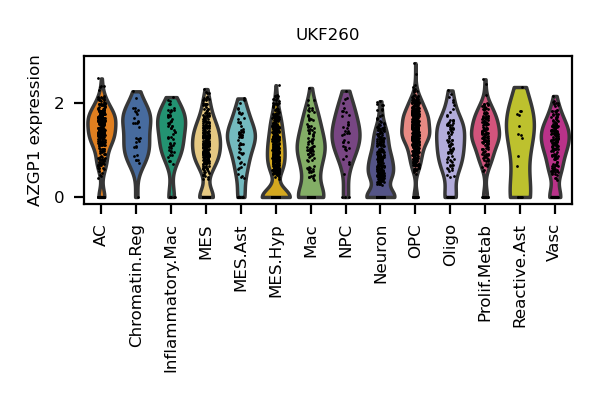 UKF260
AZGP1 expression
2
0
AC
Chromatin.Reg
Inflammatory.Mac
MES
MES.Ast
MES.Hyp
Mac
NPC
Neuron
OPC
Oligo
Prolif.Metab
Reactive.Ast
Vasc